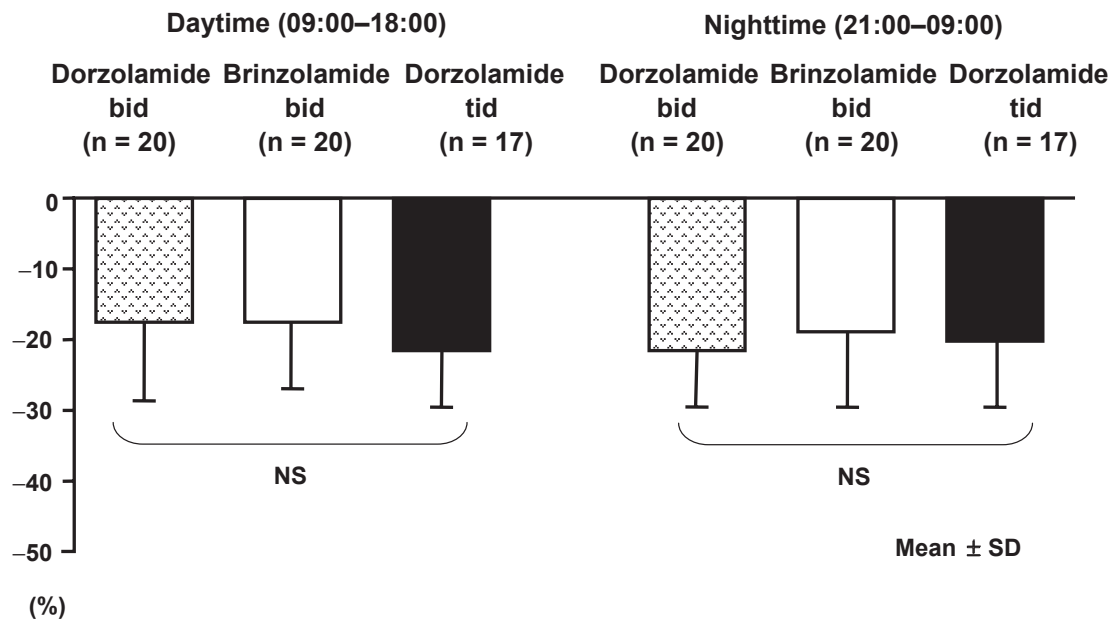 Daytime (09:00–18:00)
Nighttime (21:00–09:00)
Dorzolamide
bid
(n = 20)
Brinzolamide
bid
(n = 20)
Dorzolamide
tid
(n = 17)
Dorzolamide
bid
(n = 20)
Brinzolamide
bid
(n = 20)
Dorzolamide
tid
(n = 17)
0
−10
−20
−30
−40
−50
(%)
NS
NS
Mean ± SD